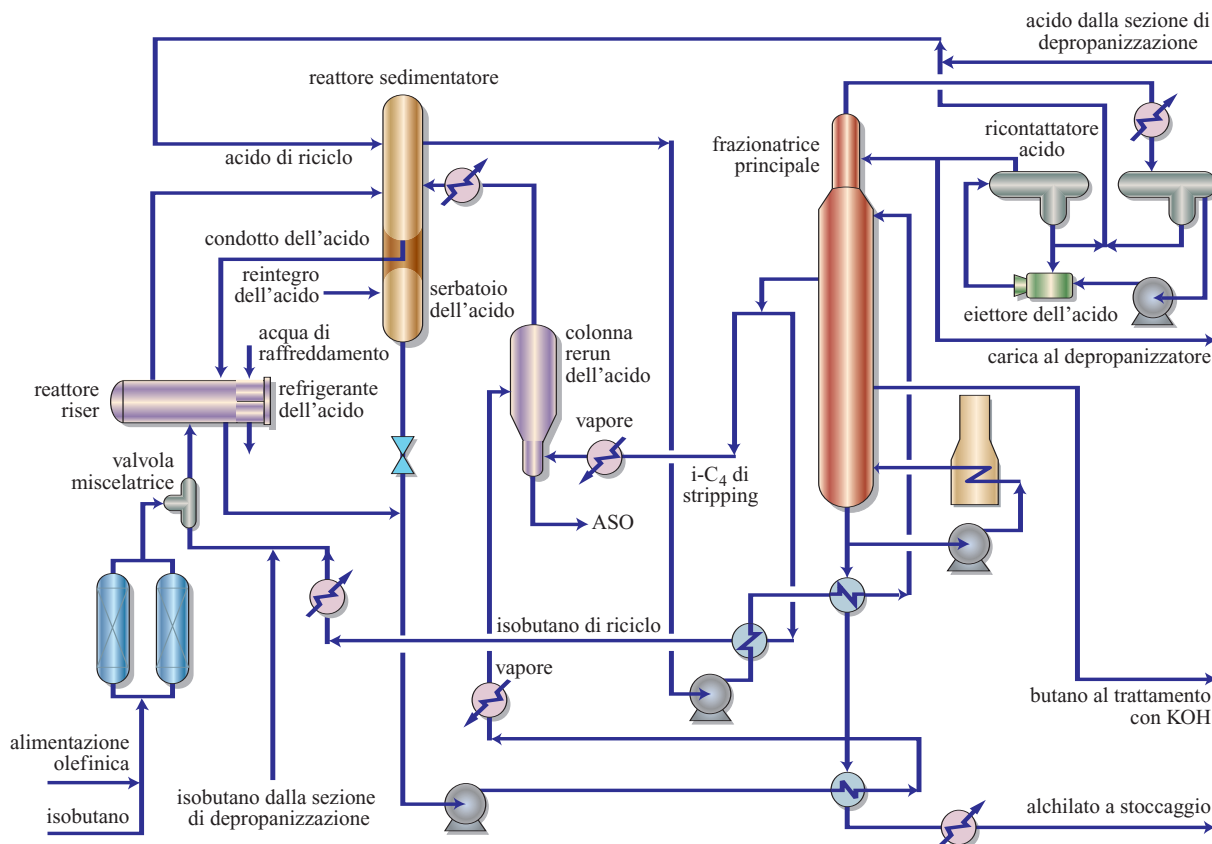 acido dalla sezione di
depropanizzazione
reattore sedimentatore
ricontattatore
acido
frazionatrice
principale
acido di riciclo
condotto dell'acido
reintegro
dell'acido
serbatoio
dell'acido
eiettore dell'acido
acqua di
raffreddamento
colonna
rerun
dell'acido
carica al depropanizzatore
reattore
riser
refrigerante
dell'acido
vapore
valvola
miscelatrice
i-C₄ di
stripping
ASO
isobutano di riciclo
vapore
butano al trattamento
con KOH
alimentazione
olefinica
isobutano
isobutano dalla sezione
di depropanizzazione
alchilato a stoccaggio